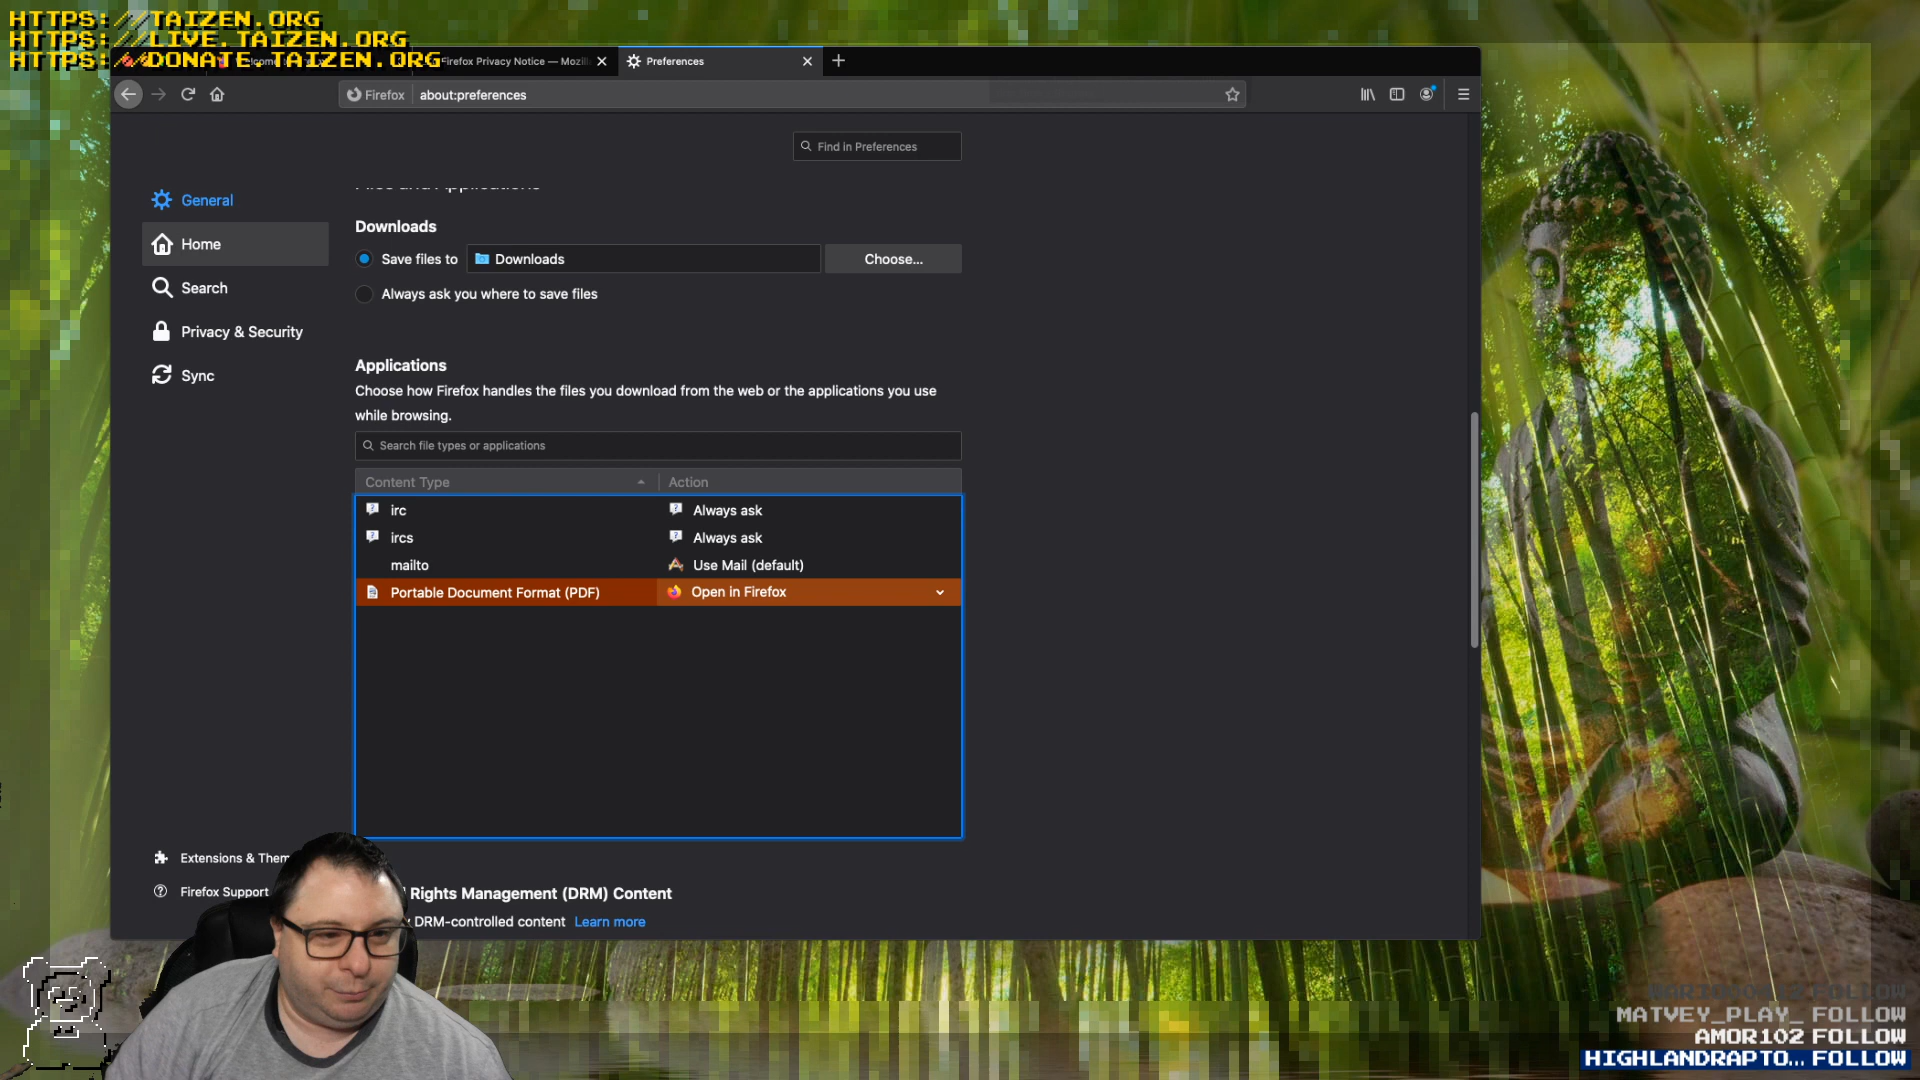 HTTPS://TAIZEN.ORG
HTTPS://LIVE.TAIZEN.ORG
HTTPS://DONATE.TAIZEN.ORG
Firefox Privacy Notice — Mozil
Preferences
Firefox
about:preferences
Find in Preferences
General
Home
Search
Privacy & Security
Sync
Files and Applications
Downloads
Save files to
Downloads
Choose...
Always ask you where to save files
Applications
Choose how Firefox handles the files you download from the web or the applications you use
while browsing.
Search file types or applications
Content Type
Action
irc
Always ask
ircs
Always ask
mailto
Use Mail (default)
Portable Document Format (PDF)
Open in Firefox
Extensions & Them
Firefox Support
Rights Management (DRM) Content
DRM-controlled content Learn more
FOLLOW
MATVEY_PLAY_ FOLLOW
AMOR102 FOLLOW
HIGHLANDRAPTO... FOLLOW